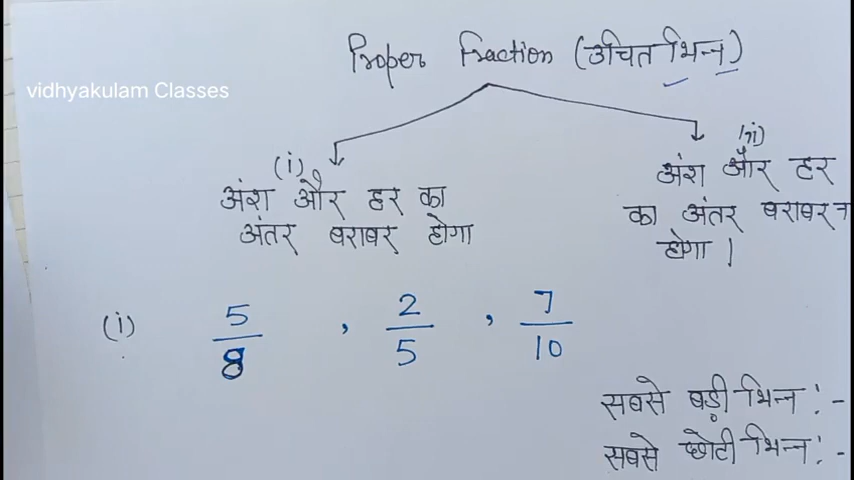 Proper Fraction (उचित भिन्न)
vidhyakulam Classes
(i)
अंश और हर का
अंतर बराबर होगा
(ii)
अंश और हर
का अंतर बराबर न
होगा।
(i) 5/8 , 2/5 , 7/10
सबसे बड़ी भिन्न :-
सबसे छोटी भिन्न :-